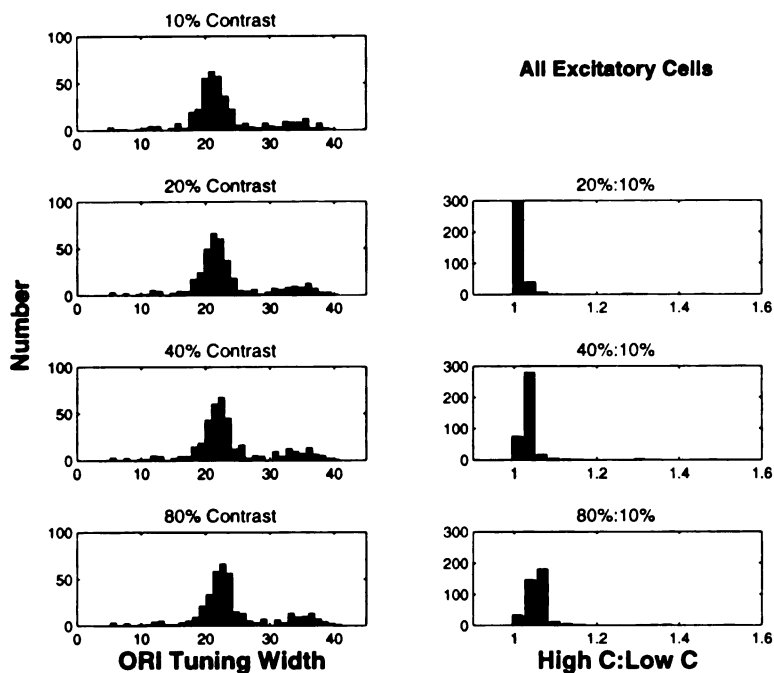 10% Contrast
100
50
0
0 10 20 30 40
All Excitatory Cells
20% Contrast
100
50
0
0 10 20 30 40
20%:10%
300
200
100
0
1 1.2 1.4 1.6
Number
40% Contrast
100
50
0
0 10 20 30 40
40%:10%
300
200
100
0
1 1.2 1.4 1.6
80% Contrast
100
50
0
0 10 20 30 40
ORI Tuning Width
80%:10%
300
200
100
0
1 1.2 1.4 1.6
High C:Low C